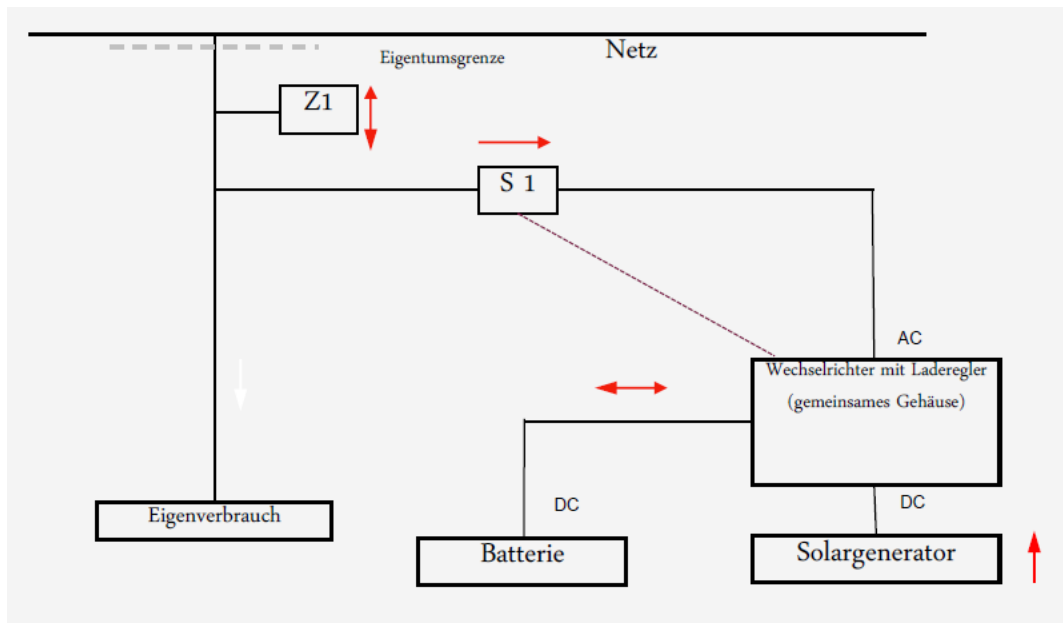 Netz
Eigentumsgrenze
Z1
S 1
AC
Wechselrichter mit Laderegler
(gemeinsames Gehäuse)
DC
DC
Eigenverbrauch
Batterie
Solargenerator